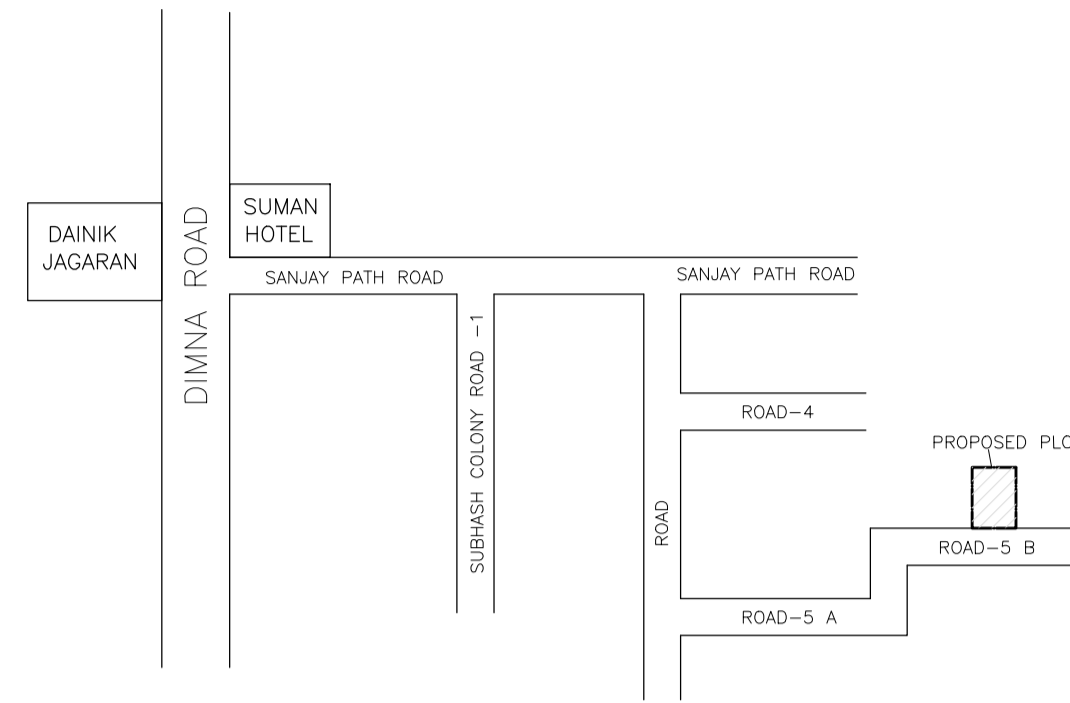 SUMAN
HOTEL
DAINIK
JAGARAN
DIMNA ROAD
SANJAY PATH ROAD
SANJAY PATH ROAD
SUBHASH COLONY ROAD -1
ROAD-4
PROPOSED
ROAD
ROAD-5 B
ROAD-5 A